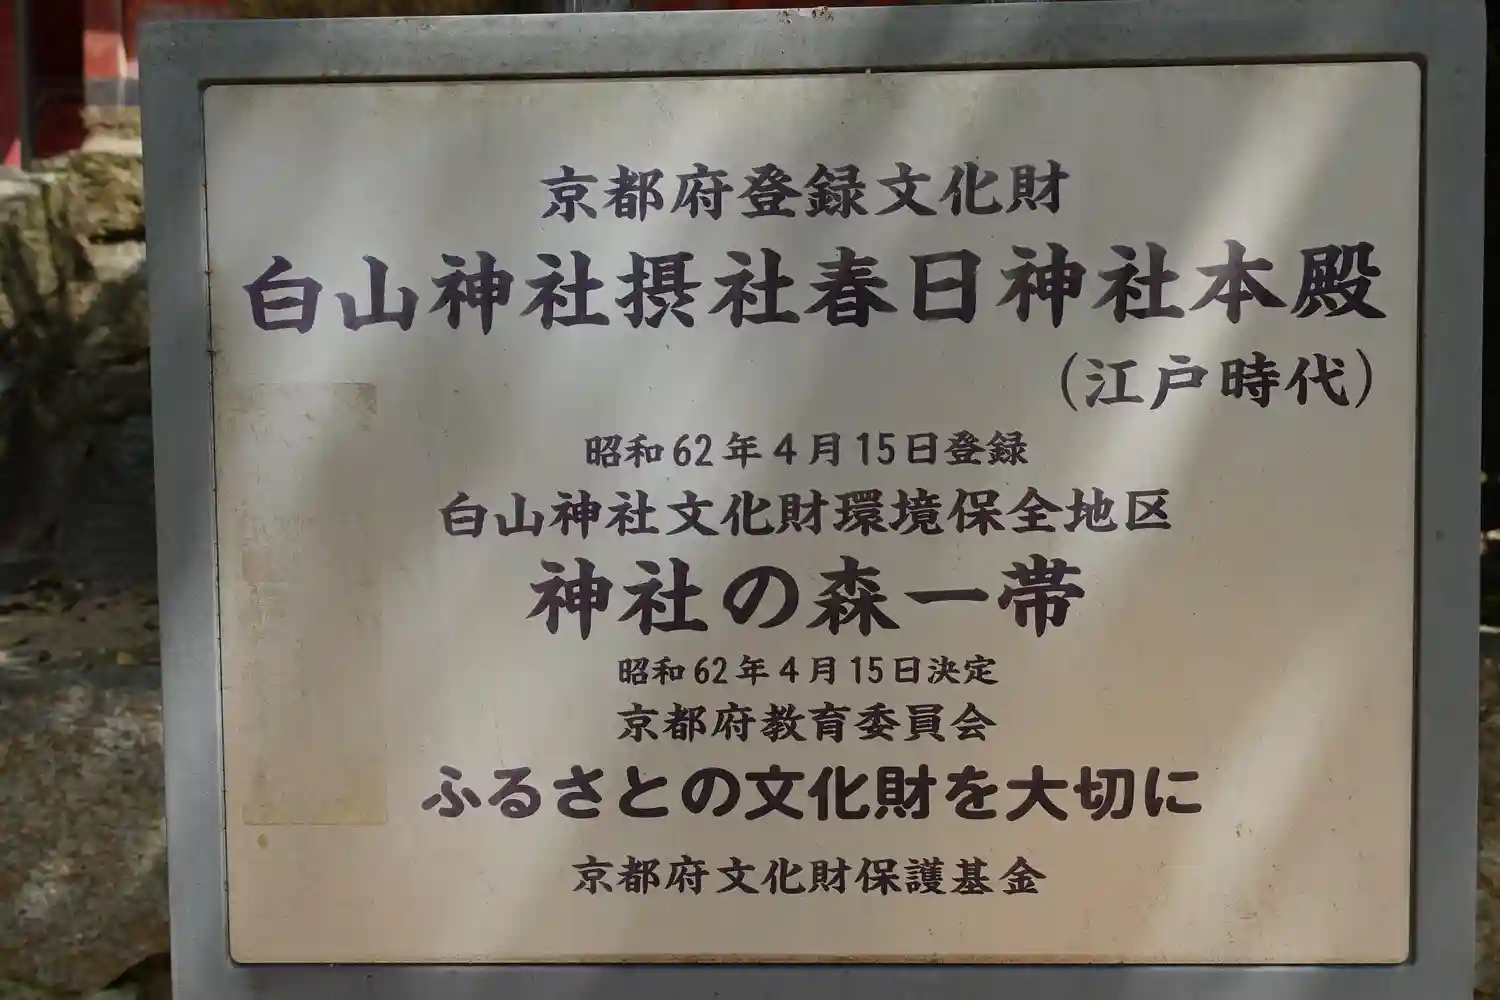 京都府登録文化財
白山神社摂社春日神社本殿
(江戸時代)
昭和62年4月15日登録
白山神社文化財環境保全地区
神社の森一帯
昭和62年4月15日決定
京都府教育委員会
ふるさとの文化財を大切に
京都府文化財保護基金